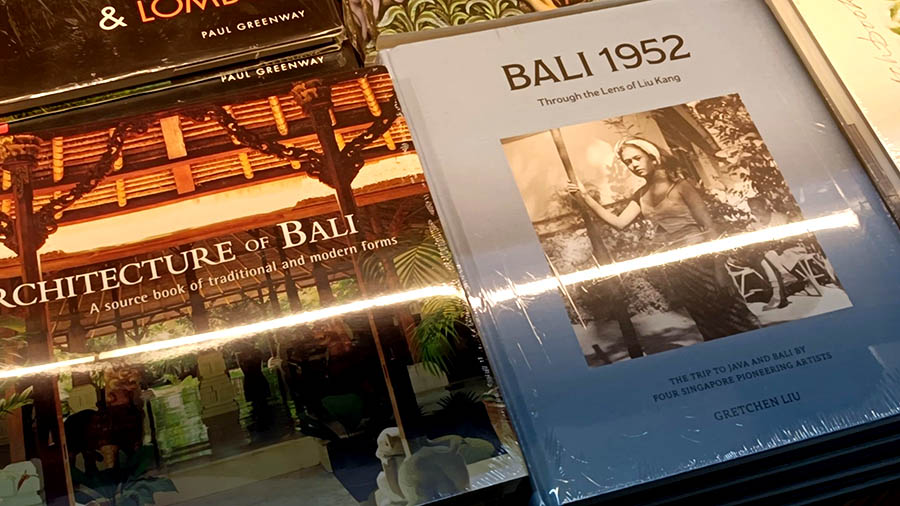 & LOMB
PAUL GREENWAY
PAUL GREENWAY
RCHITECTURE OF BALI
A source book of traditional and modern forms
BALI 1952
Through the Lens of Liu Kang
THE TRIP TO JAVA AND BALI BY
FOUR SINGAPORE PIONEERING ARTISTS
GRETCHEN LIU